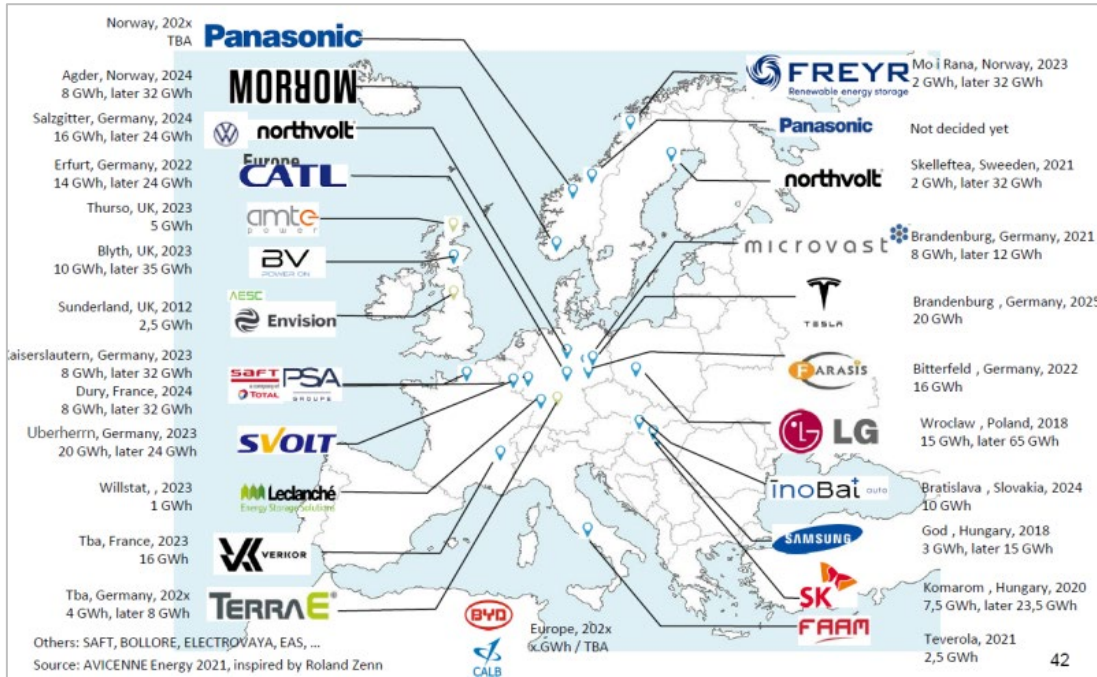 Norway, 202x
TBA
Panasonic
Agder, Norway, 2024
8 GWh, later 32 GWh
MORROW
Salzgitter, Germany, 2024
16 GWh, later 24 GWh
northvolt
Europe
Erfurt, Germany, 2022
14 GWh, later 24 GWh
CATL
Thurso, UK, 2023
5 GWh
amte
power
Blyth, UK, 2023
10 GWh, later 35 GWh
BV
POWER ON
Sunderland, UK, 2012
2,5 GWh
AESC
Envision
aiserslautern, Germany, 2023
8 GWh, later 32 GWh
Dury, France, 2024
8 GWh, later 32 GWh
SAFT
a company of
TOTAL
PSA
GROUPE
Uberherrn, Germany, 2023
20 GWh, later 24 GWh
SVOLT
Willstat, , 2023
1 GWh
Leclanché
Energy Storage Solutions
Tba, France, 2023
16 GWh
VERKOR
Tba, Germany, 202x
4 GWh, later 8 GWh
TERRAE
Others: SAFT, BOLLORE, ELECTROVAYA, EAS, ...
Source: AVICENNE Energy 2021, inspired by Roland Zenn
BYD
CALB
Europe, 202x
x.GWh / TBA
FREYR
Renewable energy storage
Mo i Rana, Norway, 2023
2 GWh, later 32 GWh
Panasonic
Not decided yet
northvolt
Skelleftea, Sweeden, 2021
2 GWh, later 32 GWh
microvast
Brandenburg, Germany, 2021
8 GWh, later 12 GWh
TESLA
Brandenburg , Germany, 2025
20 GWh
FARASIS
Bitterfeld , Germany, 2022
16 GWh
LG
Wroclaw , Poland, 2018
15 GWh, later 65 GWh
inoBat auto
Bratislava , Slovakia, 2024
10 GWh
SAMSUNG
God , Hungary, 2018
3 GWh, later 15 GWh
SK
Komarom , Hungary, 2020
7,5 GWh, later 23,5 GWh
FAAM
Teverola, 2021
2,5 GWh
42